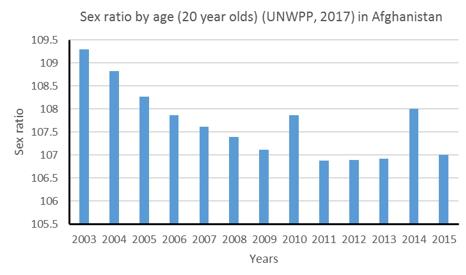 Sex ratio by age (20 year olds) (UNWPP, 2017) in Afghanistan
109.5
109
108.5
108
107.5
107
106.5
106
105.5
Sex ratio
2003 2004 2005 2006 2007 2008 2009 2010 2011 2012 2013 2014 2015
Years